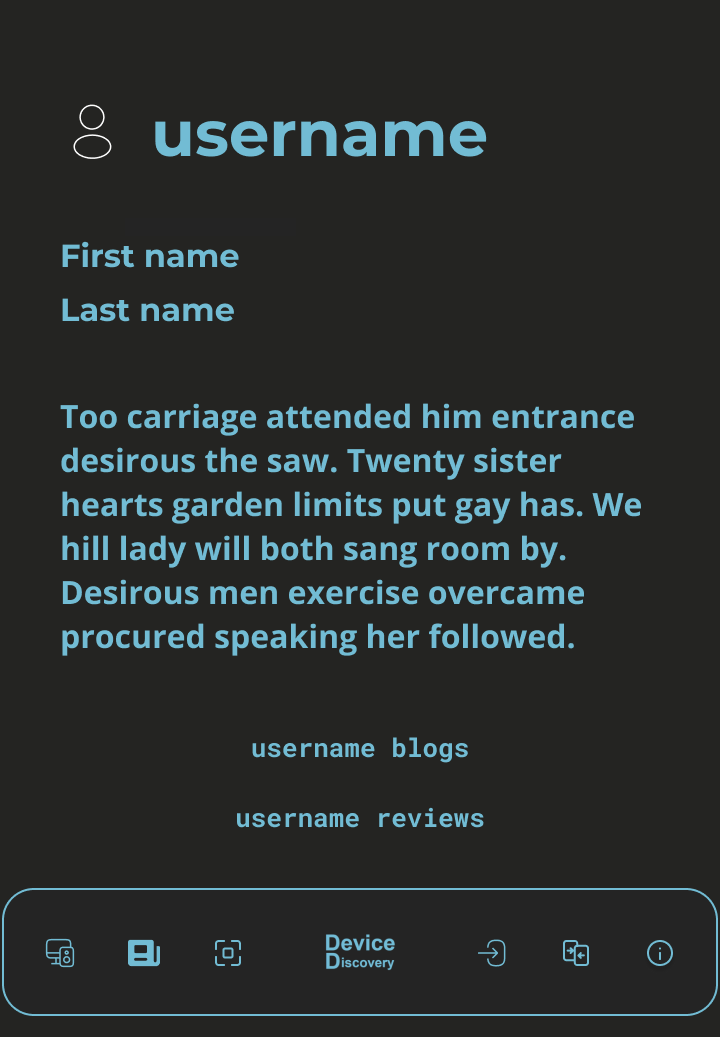 username
First name
Last name
Too carriage attended him entrance
desirous the saw. Twenty sister
hearts garden limits put gay has. We
hill lady will both sang room by.
Desirous men exercise overcame
procured speaking her followed.
username blogs
username reviews
Device
Discovery